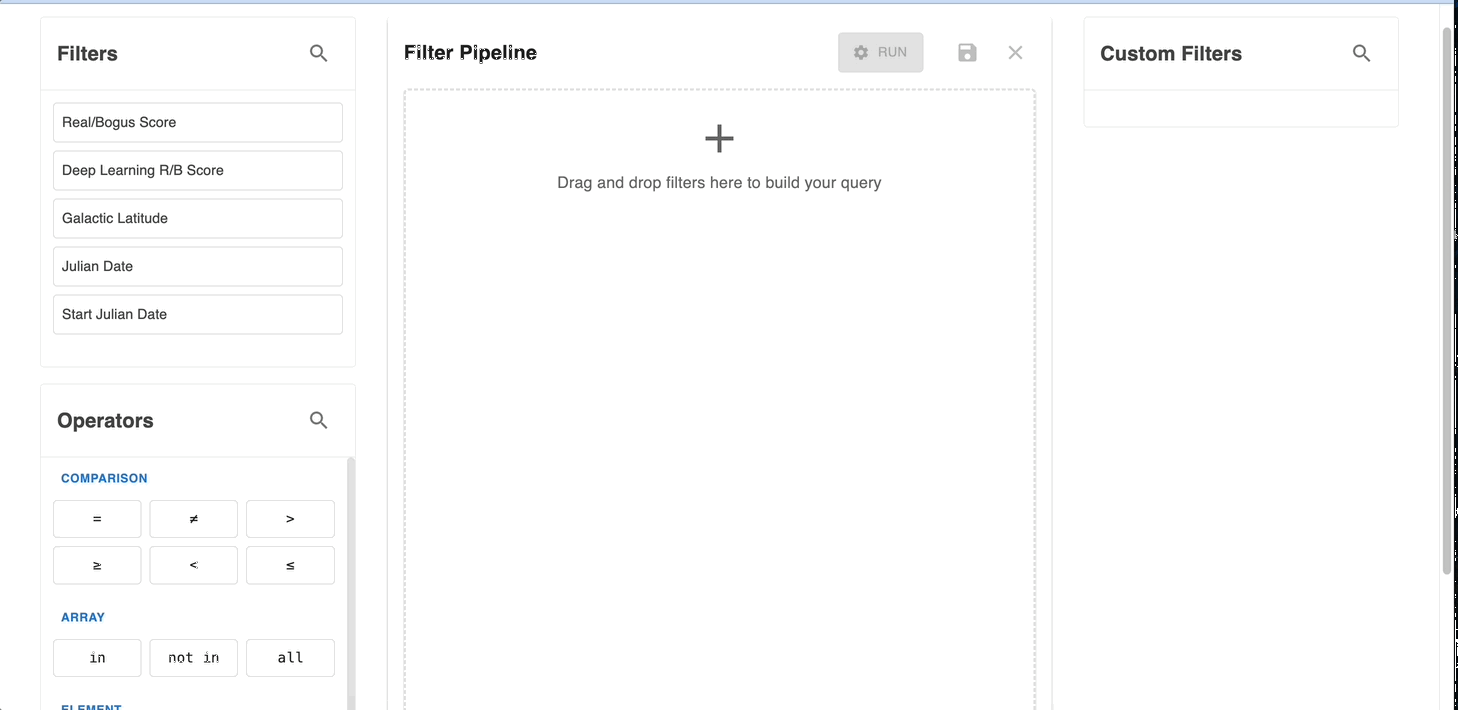 Filters
Real/Bogus Score
Deep Learning R/B Score
Galactic Latitude
Julian Date
Start Julian Date
Operators
COMPARISON
= ≠ >
≥ < ≤
ARRAY
in not in all
ELEMENT
Filter Pipeline
RUN
Drag and drop filters here to build your query
Custom Filters